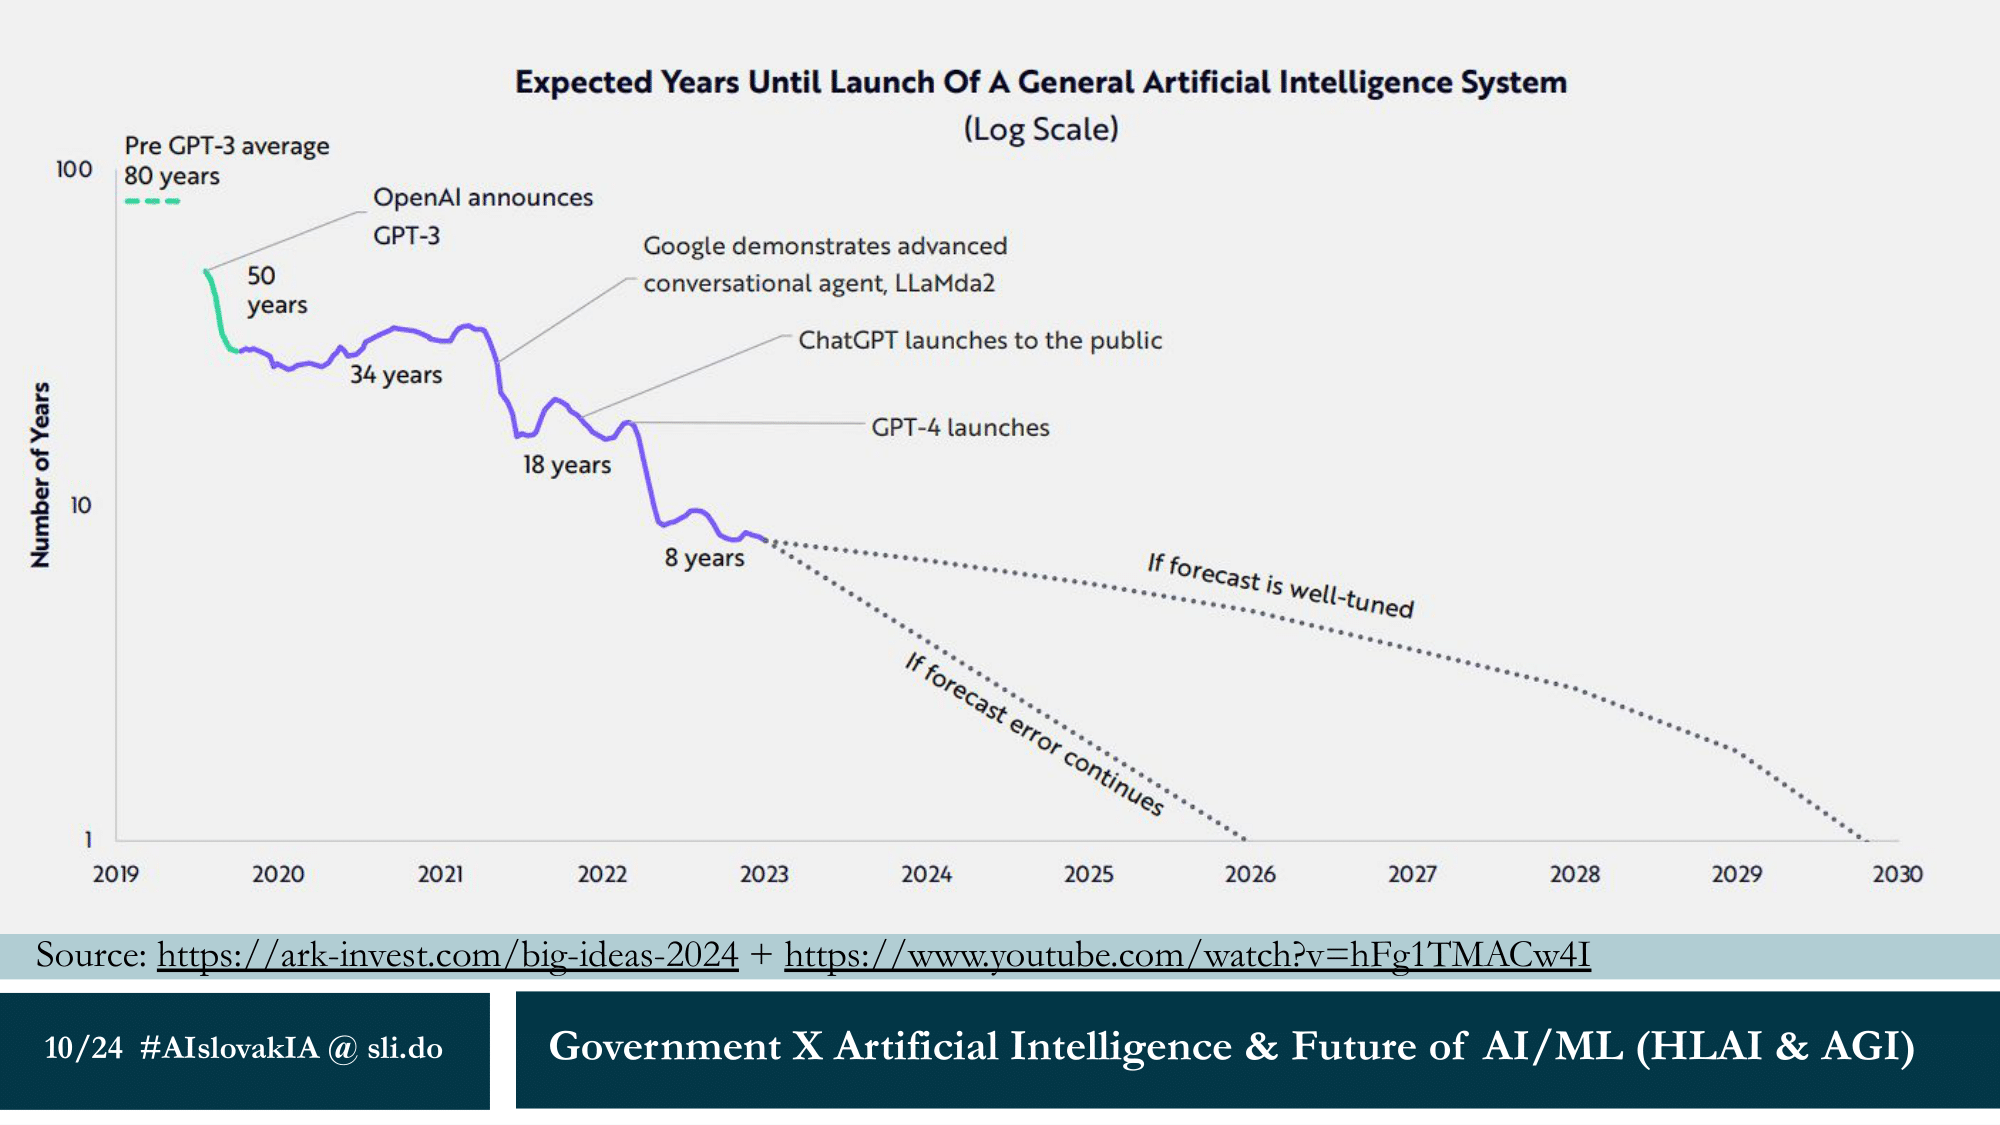 Expected Years Until Launch Of A General Artificial Intelligence System
(Log Scale)
Pre GPT-3 average
80 years
100
OpenAI announces
GPT-3
50
years
Google demonstrates advanced
conversational agent, LLaMda2
ChatGPT launches to the public
34 years
GPT-4 launches
18 years
Number of Years
10
8 years
If forecast is well-tuned
If forecast error continues
1
2019 2020 2021 2022 2023 2024 2025 2026 2027 2028 2029 2030
Source: https://ark-invest.com/big-ideas-2024 + https://www.youtube.com/watch?v=hFg1TMACw4I
10/24 #AIslovakIA @ sli.do
Government X Artificial Intelligence & Future of AI/ML (HLAI & AGI)